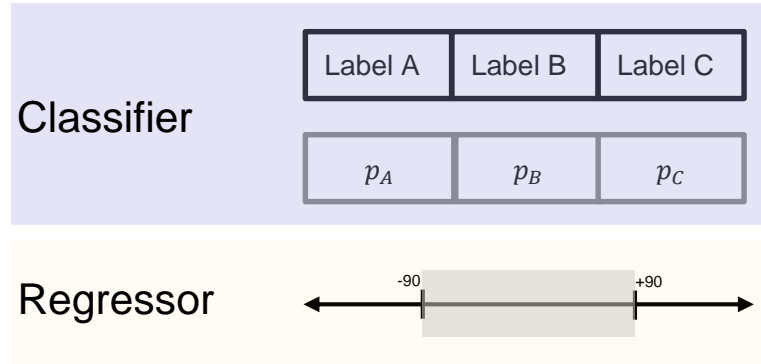 Classifier
Label A Label B Label C
p_A p_B p_C
Regressor
-90 +90